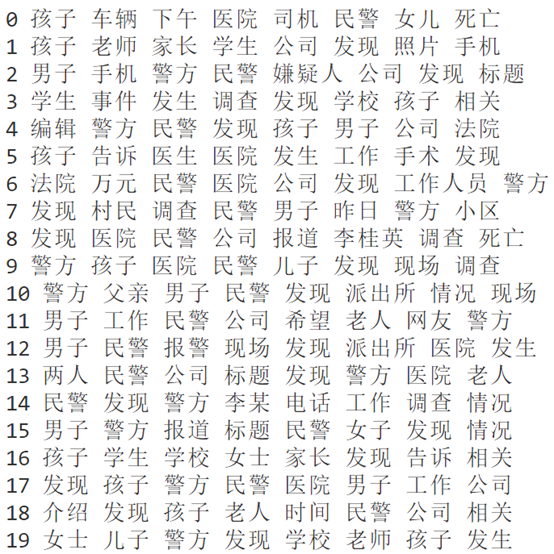 0 孩子 车辆 下午 医院 司机 民警 女儿 死亡
1 孩子 老师 家长 学生 公司 发现 照片 手机
2 男子 手机 警方 民警 嫌疑人 公司 发现 标题
3 学生 事件 发生 调查 发现 学校 孩子 相关
4 编辑 警方 民警 发现 孩子 男子 公司 法院
5 孩子 告诉 医生 医院 发生 工作 手术 发现
6 法院 万元 民警 医院 公司 发现 工作人员 警方
7 发现 村民 调查 民警 男子 昨日 警方 小区
8 发现 医院 民警 公司 报道 李桂英 调查 死亡
9 警方 孩子 医院 民警 儿子 发现 现场 调查
10 警方 父亲 男子 民警 发现 派出所 情况 现场
11 男子 工作 民警 公司 希望 老人 网友 警方
12 男子 民警 报警 现场 发现 派出所 医院 发生
13 两人 民警 公司 标题 发现 警方 医院 老人
14 民警 发现 警方 李某 电话 工作 调查 情况
15 男子 警方 报道 标题 民警 女子 发现 情况
16 孩子 学生 学校 女士 家长 发现 告诉 相关
17 发现 孩子 警方 民警 医院 男子 工作 公司
18 介绍 发现 孩子 老人 时间 民警 公司 相关
19 女士 儿子 警方 发现 学校 老师 孩子 发生